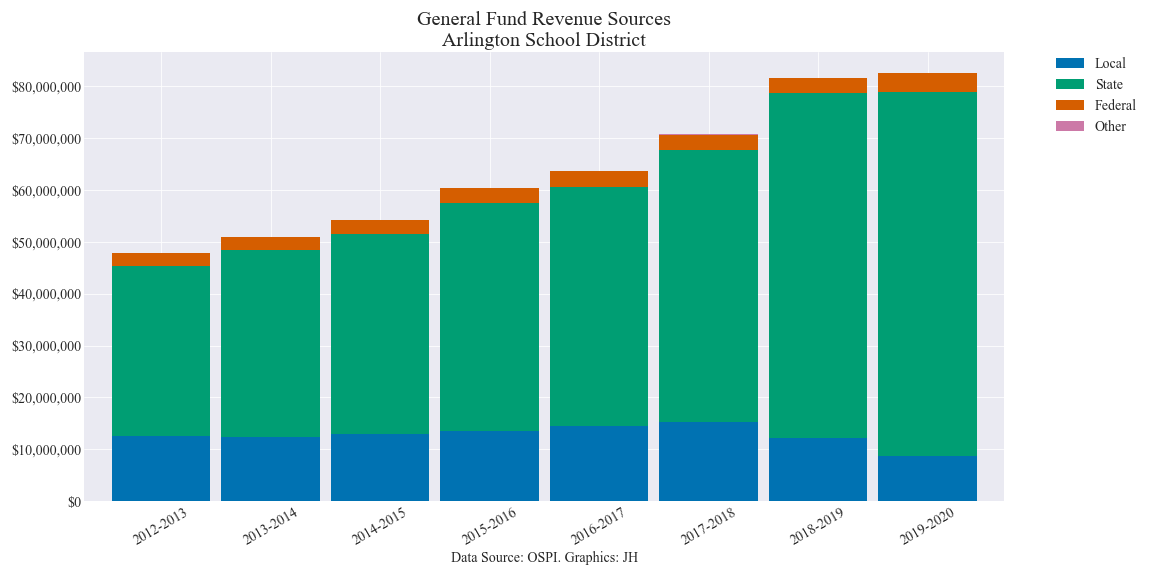 General Fund Revenue Sources
Arlington School District
Local
State
Federal
Other
$80,000,000
$70,000,000
$60,000,000
$50,000,000
$40,000,000
$30,000,000
$20,000,000
$10,000,000
$0
2012-2013
2013-2014
2014-2015
2015-2016
2016-2017
2017-2018
2018-2019
2019-2020
Data Source: OSPI. Graphics: JH